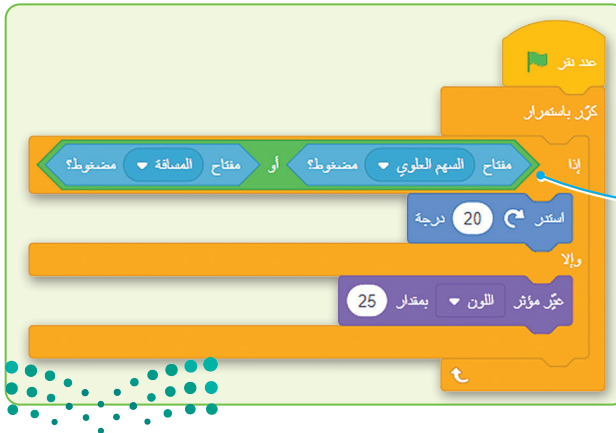 عند نقر
كرّر باستمرار
إذا مفتاح السهم العلوي مضغوط؟ أو مفتاح المسافة مضغوط؟
استدر 20 درجة
وإلا
غيّر مؤثر اللون بمقدار 25